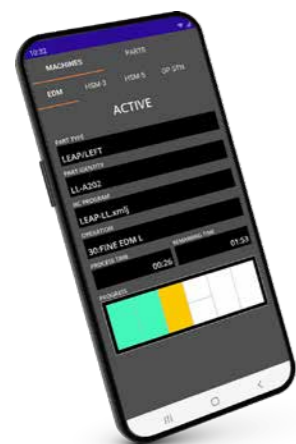 10:32
MACHINES PARTS
EDM HSM-3 HSM-5 OP STN.
ACTIVE
PART TYPE
LEAP/LEFT
PART IDENTITY
LL-A202
NC PROGRAM
LEAP-LL.xmlj
OPERATION
30:FINE EDM L
PROCESS TIME REMAINING TIME
00:26 01:53
PROGRESS